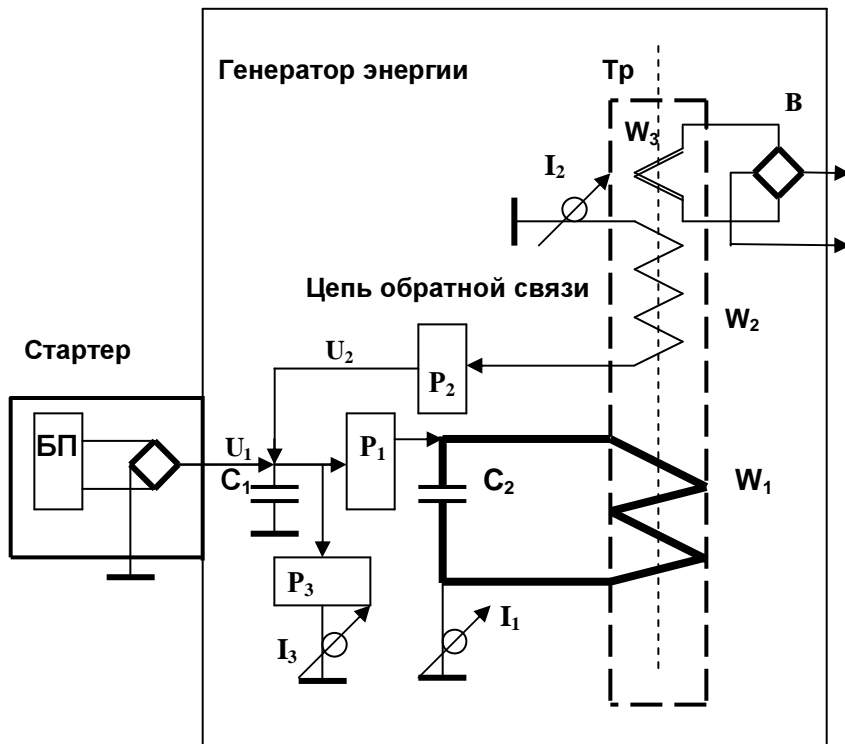 Генератор энергии
Тр
В
W₃
I₂
Цепь обратной связи
W₂
Стартер
U₂
P₂
БП
U₁
P₁
C₁
C₂
W₁
P₃
I₃
I₁